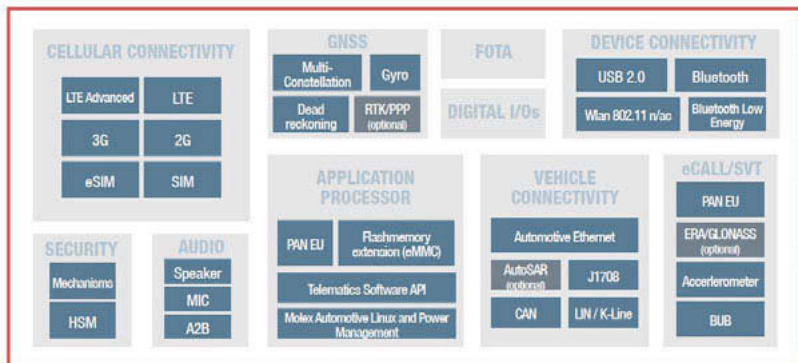 CELLULAR CONNECTIVITY
LTE Advanced
LTE
3G
2G
eSIM
SIM
GNSS
Multi-
Constellation
Gyro
Dead
reckoning
RTK/PPP
(optional)
FOTA
DIGITAL I/Os
DEVICE CONNECTIVITY
USB 2.0
Bluetooth
Wlan 802.11 n/ac
Bluetooth Low
Energy
SECURITY
Mechanisms
HSM
AUDIO
Speaker
MIC
A2B
APPLICATION
PROCESSOR
PAN EU
Flashmemory
extension (eMMC)
Telematics Software API
Molex Automotive Linux and Power
Management
VEHICLE
CONNECTIVITY
Automotive Ethernet
AutoSAR
(optional)
J1708
CAN
LIN / K-Line
eCALL/SVT
PAN EU
ERA/GLONASS
(optional)
Accerlerometer
BUB